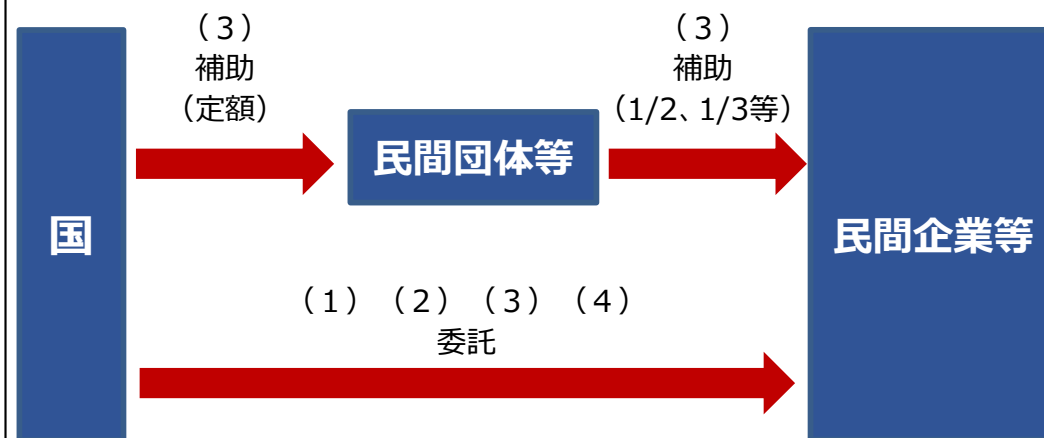 （３）
補助
（定額）
（３）
補助
（1/2、1/3等）
民間団体等
国
民間企業等
（１）（２）（３）（４）
委託